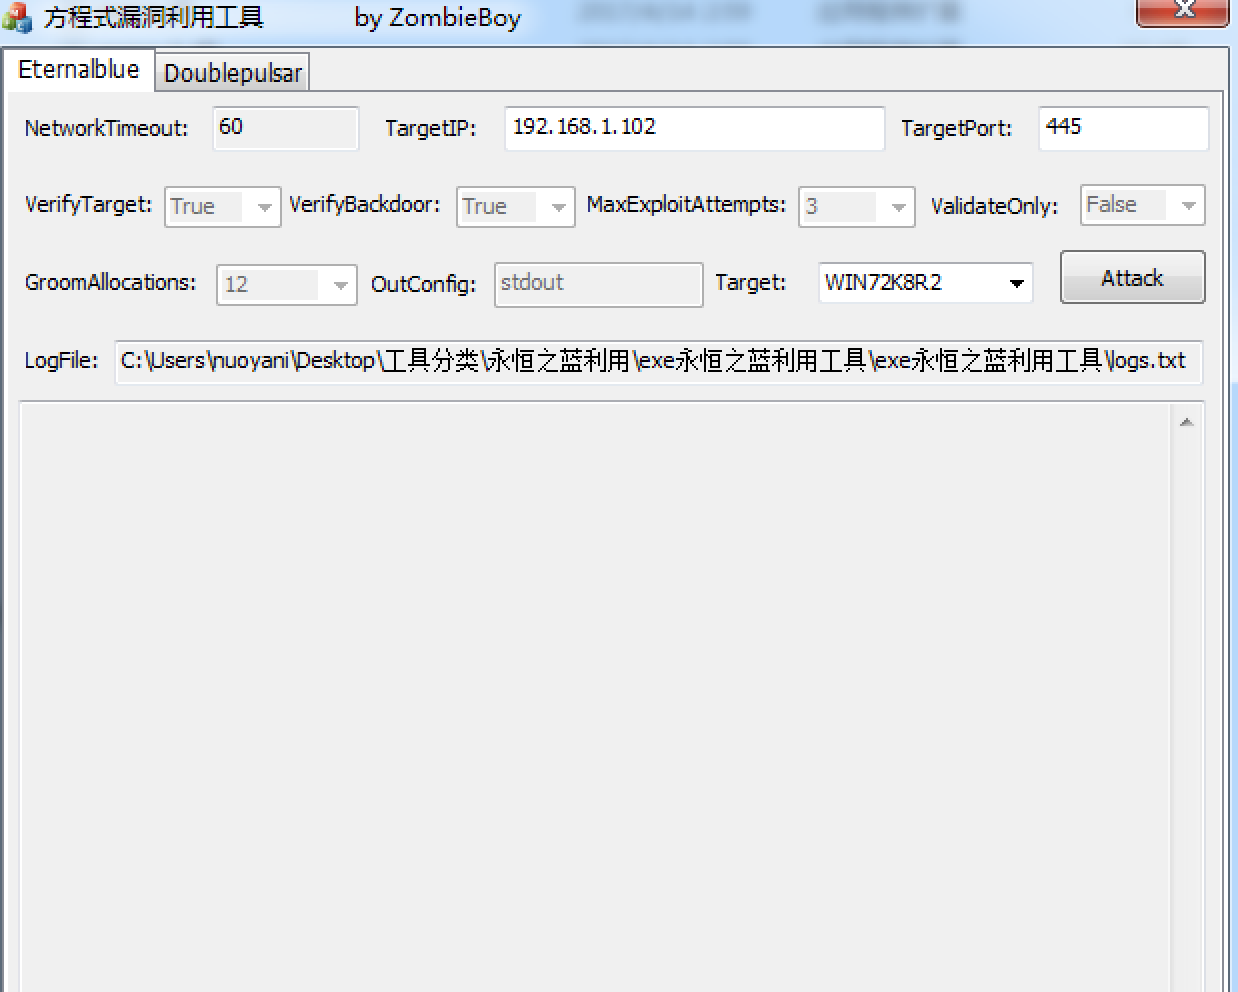 方程式漏洞利用工具 by ZombieBoy
Eternalblue Doublepulsar
NetworkTimeout: 60 TargetIP: 192.168.1.102 TargetPort: 445
VerifyTarget: True VerifyBackdoor: True MaxExploitAttempts: 3 ValidateOnly: False
GroomAllocations: 12 OutConfig: stdout Target: WIN72K8R2 Attack
LogFile: C:\Users\nuoyani\Desktop\工具分类\永恒之蓝利用\exe永恒之蓝利用工具\exe永恒之蓝利用工具\logs.txt